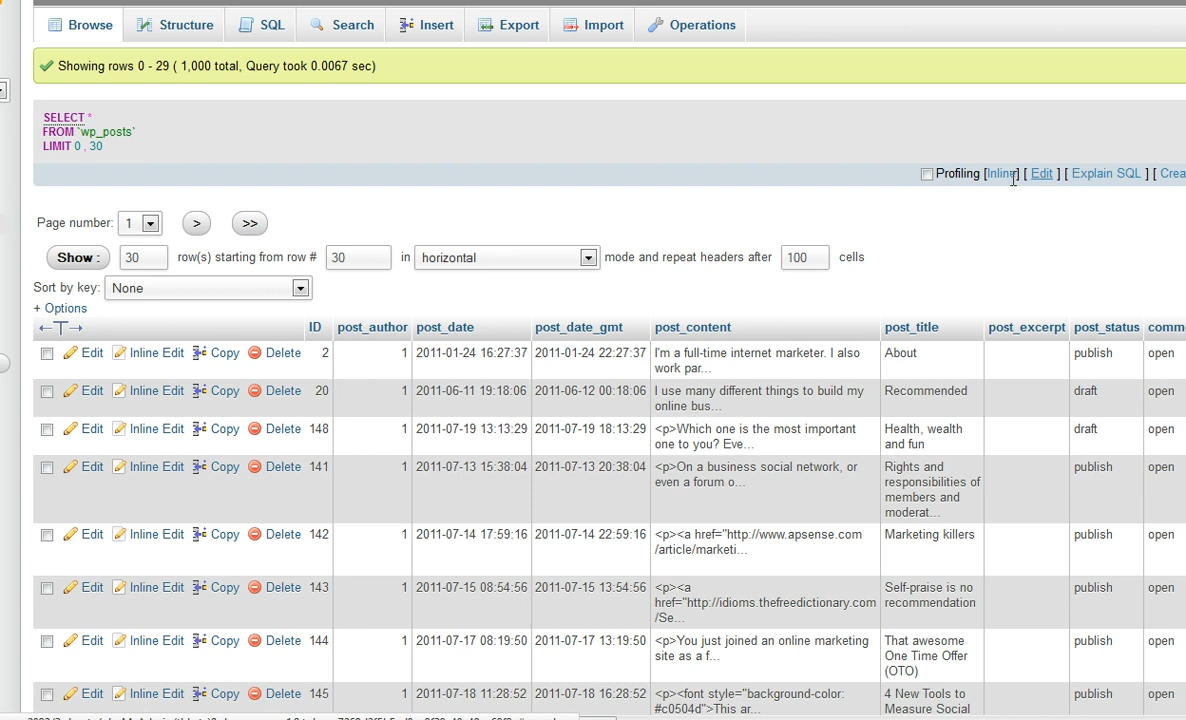 Browse Structure SQL Search Insert Export Import Operations
Showing rows 0 - 29 ( 1,000 total, Query took 0.0067 sec)
SELECT *
FROM `wp_posts`
LIMIT 0 , 30
Profiling [Inline] [ Edit ] [ Explain SQL ] [ Crea
Page number: 1 > >>
Show : 30 row(s) starting from row # 30 in horizontal mode and repeat headers after 100 cells
Sort by key: None
+ Options
←T→ ID post_author post_date post_date_gmt post_content post_title post_excerpt post_status comme
Edit Inline Edit Copy Delete 2 1 2011-01-24 16:27:37 2011-01-24 22:27:37 I'm a full-time internet marketer. I also About publish open
work par...
Edit Inline Edit Copy Delete 20 1 2011-06-11 19:18:06 2011-06-12 00:18:06 I use many different things to build my Recommended draft open
online bus...
Edit Inline Edit Copy Delete 148 1 2011-07-19 13:13:29 2011-07-19 18:13:29 <p>Which one is the most important Health, wealth draft open
one to you? Eve... and fun
Edit Inline Edit Copy Delete 141 1 2011-07-13 15:38:04 2011-07-13 20:38:04 <p>On a business social network, or Rights and publish open
even a forum o... responsibilities of
members and
moderat...
Edit Inline Edit Copy Delete 142 1 2011-07-14 17:59:16 2011-07-14 22:59:16 <p><a href="http://www.apsense.com Marketing killers publish open
/article/marketi...
Edit Inline Edit Copy Delete 143 1 2011-07-15 08:54:56 2011-07-15 13:54:56 <p><a Self-praise is no publish open
href="http://idioms.thefreedictionary.com recommendation
/Se...
Edit Inline Edit Copy Delete 144 1 2011-07-17 08:19:50 2011-07-17 13:19:50 <p>You just joined an online marketing That awesome publish open
site as a f... One Time Offer
(OTO)
Edit Inline Edit Copy Delete 145 1 2011-07-18 11:28:52 2011-07-18 16:28:52 <p><font style="background-color: 4 New Tools to publish open
#c0504d">This ar... Measure Social